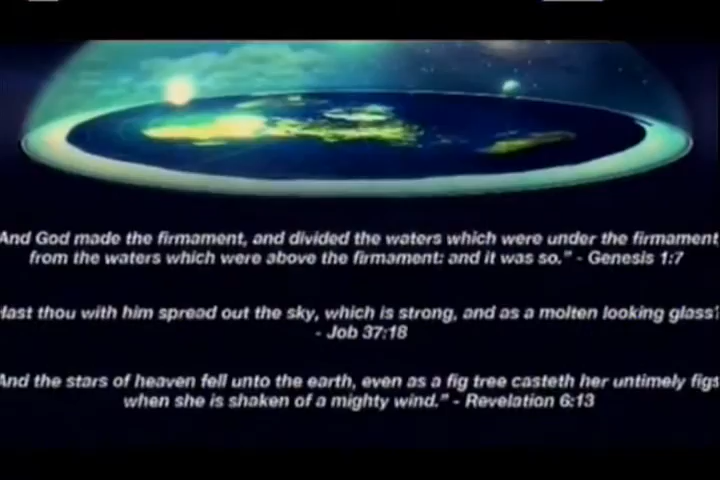 And God made the firmament, and divided the waters which were under the firmament
from the waters which were above the firmament: and it was so." - Genesis 1:7
Hast thou with him spread out the sky, which is strong, and as a molten looking glass?
- Job 37:18
And the stars of heaven fell unto the earth, even as a fig tree casteth her untimely figs
when she is shaken of a mighty wind." - Revelation 6:13